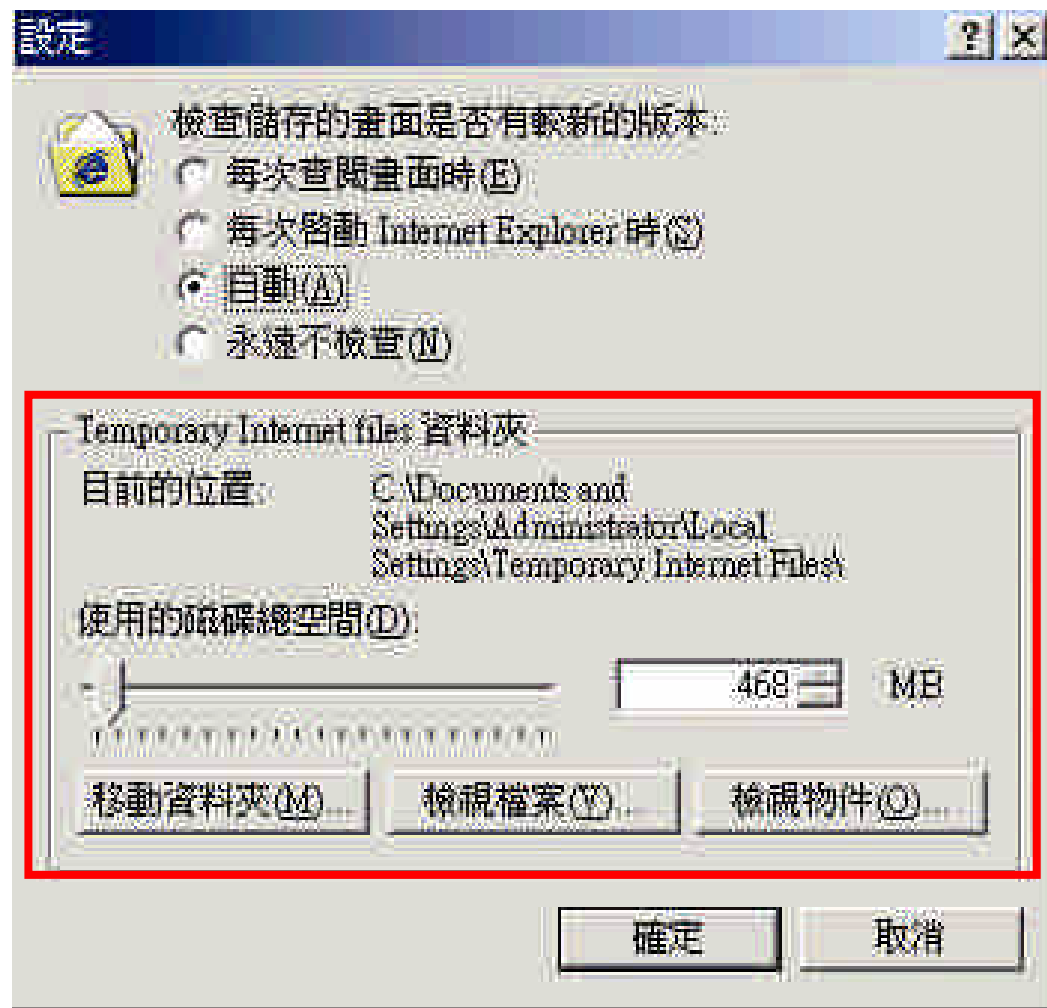 設定
檢查儲存的畫面是否有較新的版本:
每次查閱畫面時(E)
每次啓動 Internet Explorer 時(S)
自動(A)
永遠不檢查(N)
Temporary Internet files 資料夾
目前的位置: C:\Documents and
Settings\Administrator\Local
Settings\Temporary Internet Files\
使用的磁碟總空間(D):
468 MB
移動資料夾(M)... 檢視檔案(V)... 檢視物件(O)...
確定 取消